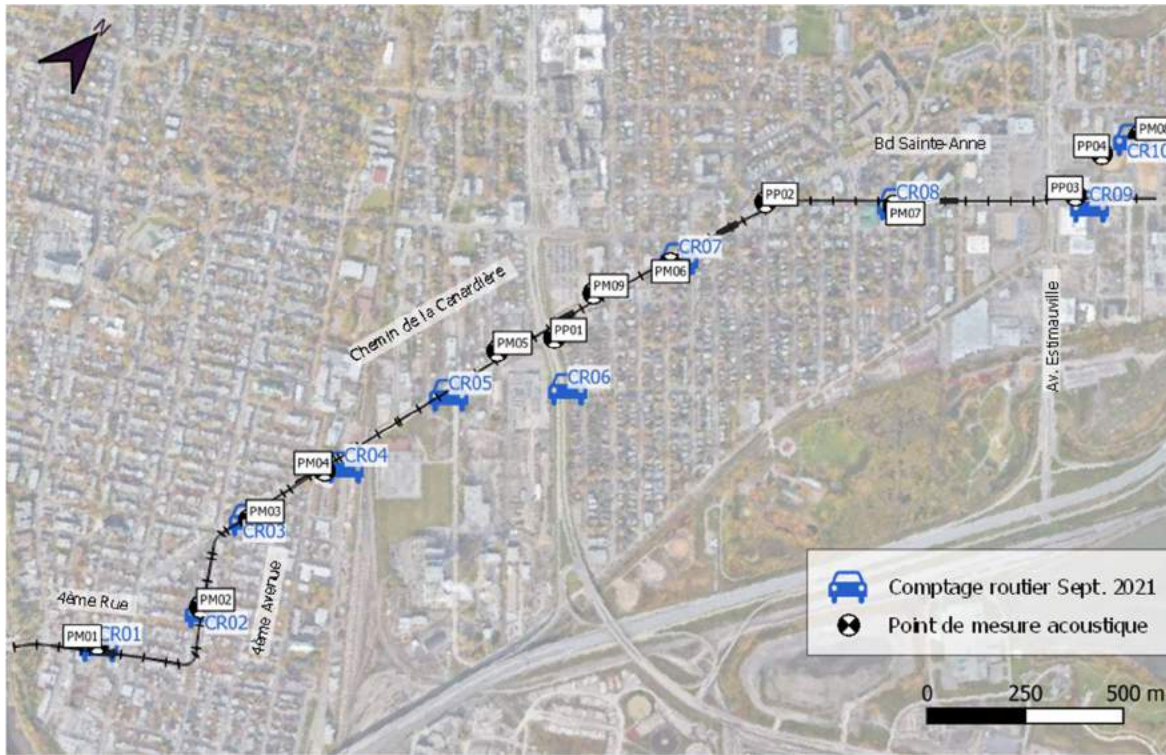 N
Bd Sainte-Anne
PM08
CR10
PP04
PP02
CR08
PM07
PP03
CR09
CR07
PM06
PM09
Chemin de la Canardière
PP01
PM05
CR05
CR06
Av. Estimauville
PM04
CR04
PM03
CR03
4ème Rue
PM02
CR02
4ème Avenue
PM01
CR01
Comptage routier Sept. 2021
Point de mesure acoustique
0 250 500 m